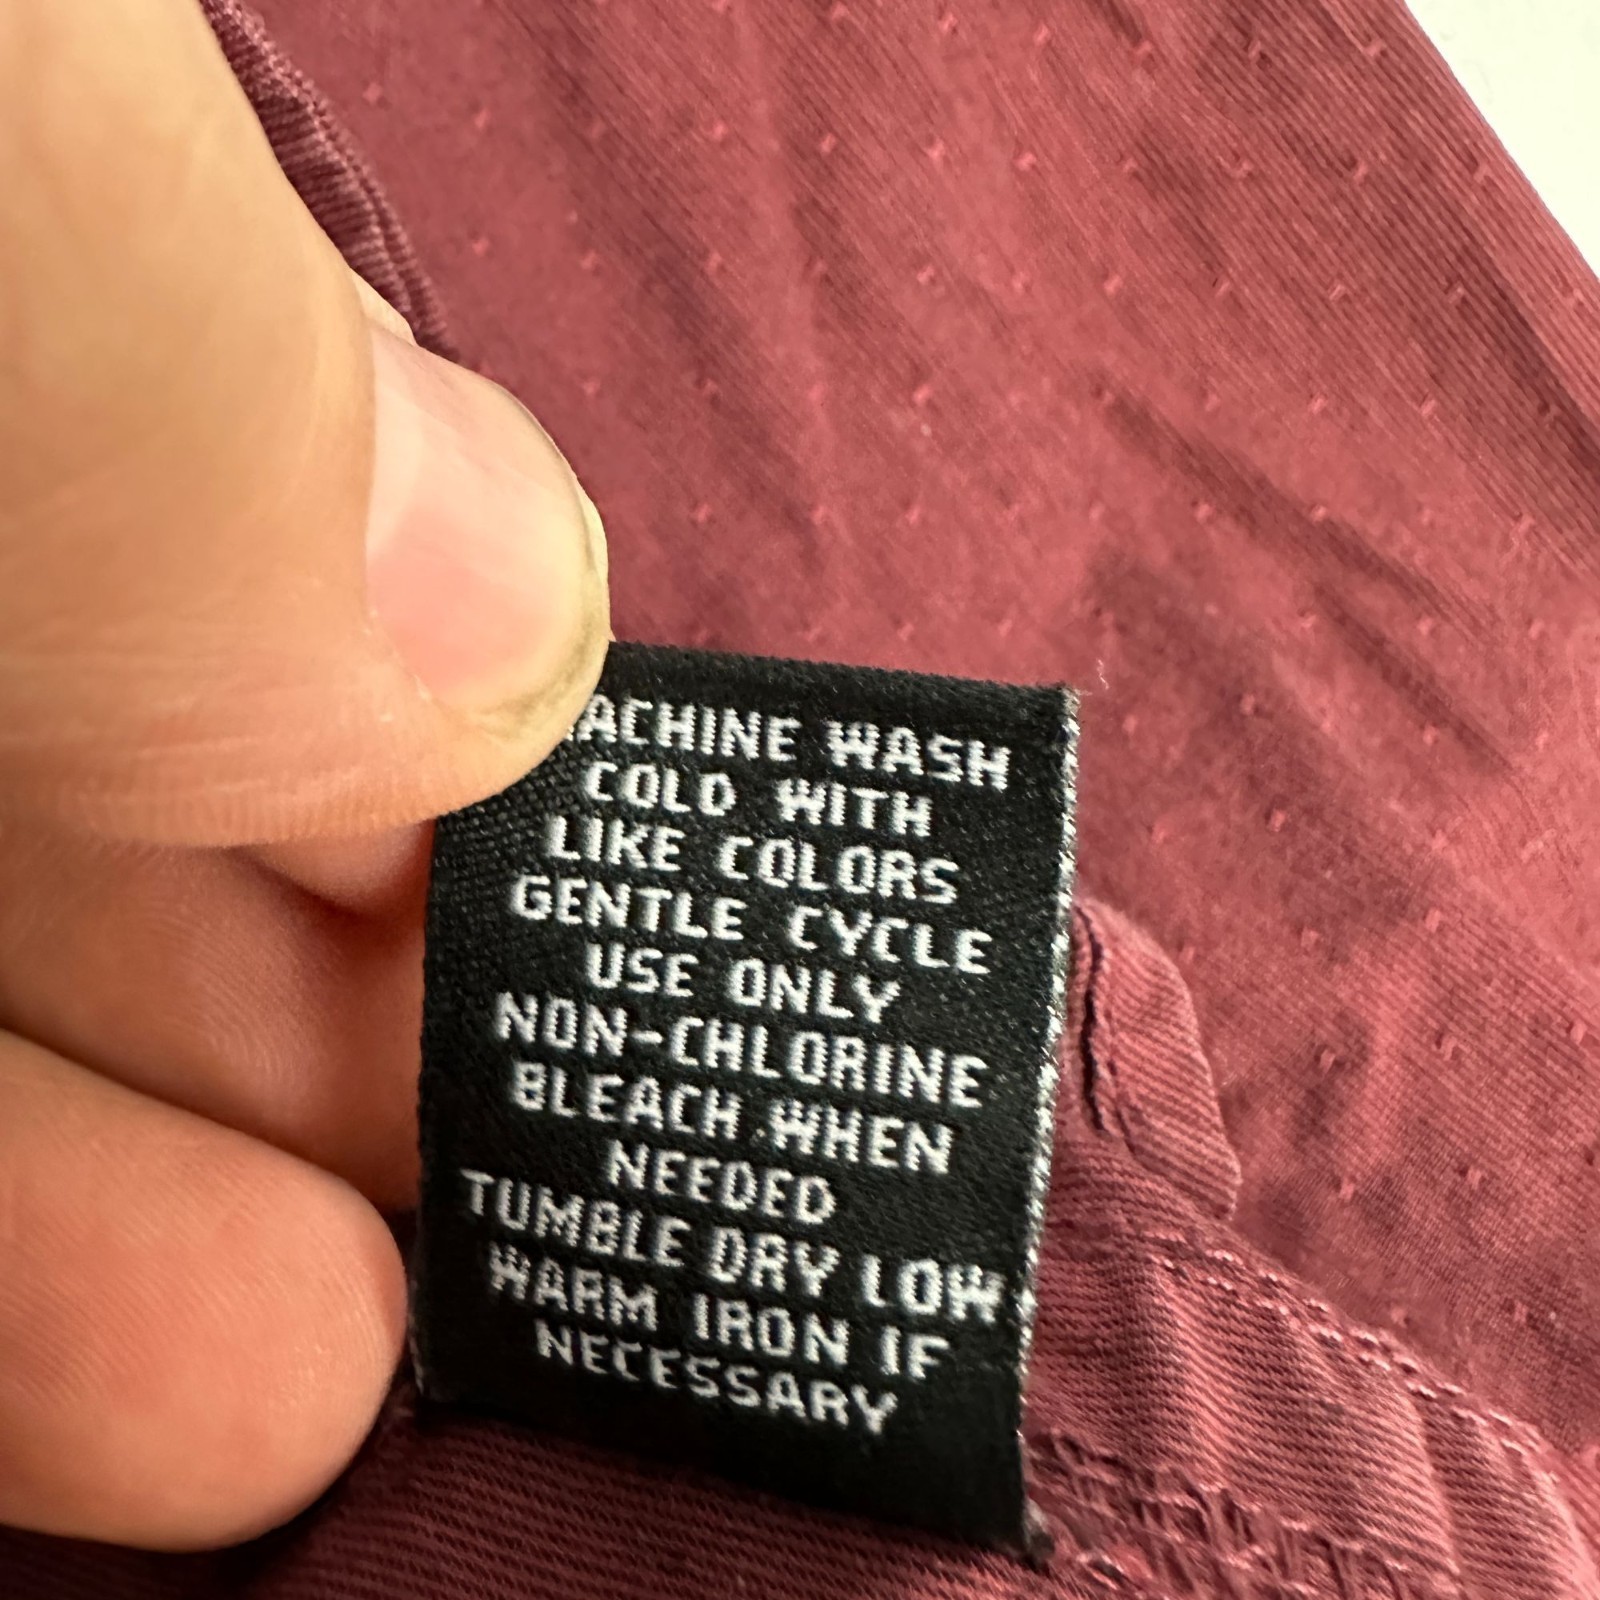 MACHINE WASH
COLD WITH
LIKE COLORS
GENTLE CYCLE
USE ONLY
NON-CHLORINE
BLEACH WHEN
NEEDED
TUMBLE DRY LOW
WARM IRON IF
NECESSARY